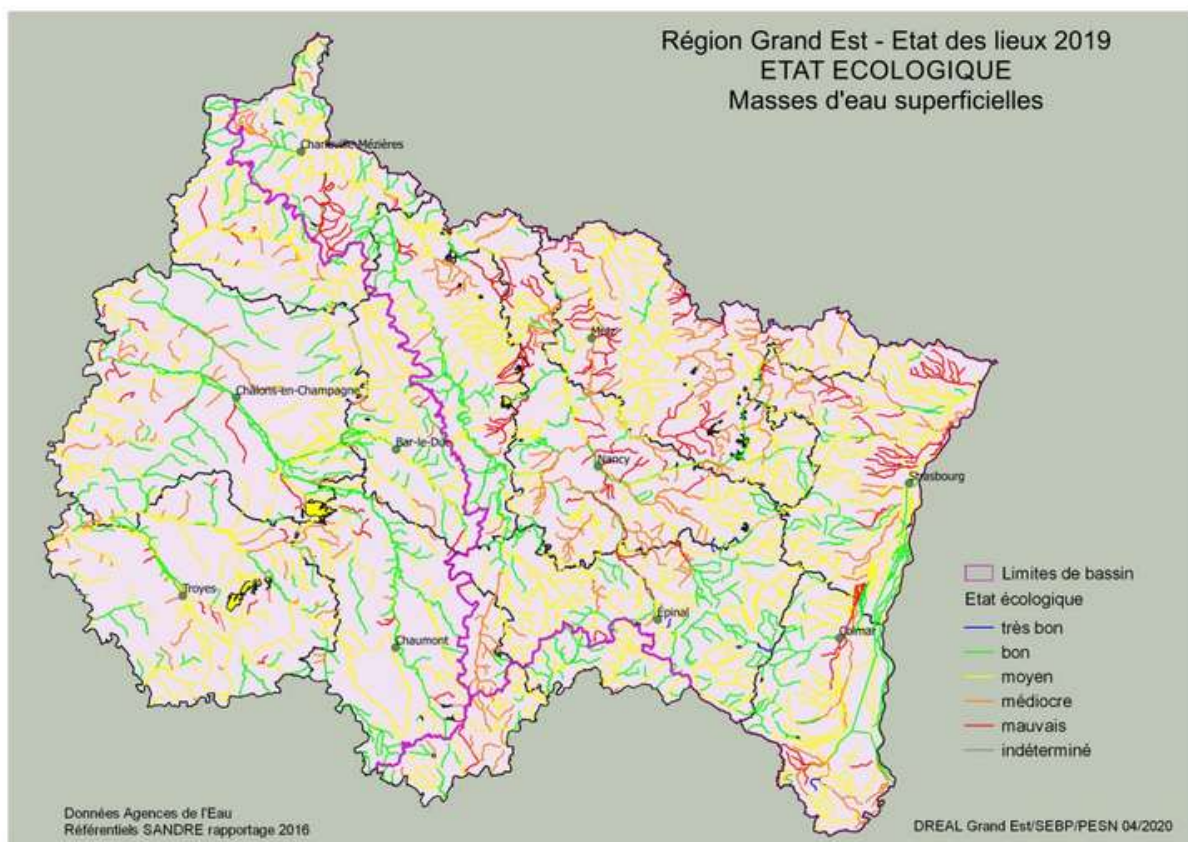 Région Grand Est - Etat des lieux 2019
ETAT ECOLOGIQUE
Masses d'eau superficielles
Charleville-Mézières
Metz
Châlons-en-Champagne
Bar-le-Duc
Nancy
Strasbourg
Troyes
Épinal
Colmar
Chaumont
Limites de bassin
Etat écologique
très bon
bon
moyen
médiocre
mauvais
indéterminé
Données Agences de l'Eau
Référentiels SANDRE rapportage 2016
DREAL Grand Est/SEBP/PESN 04/2020